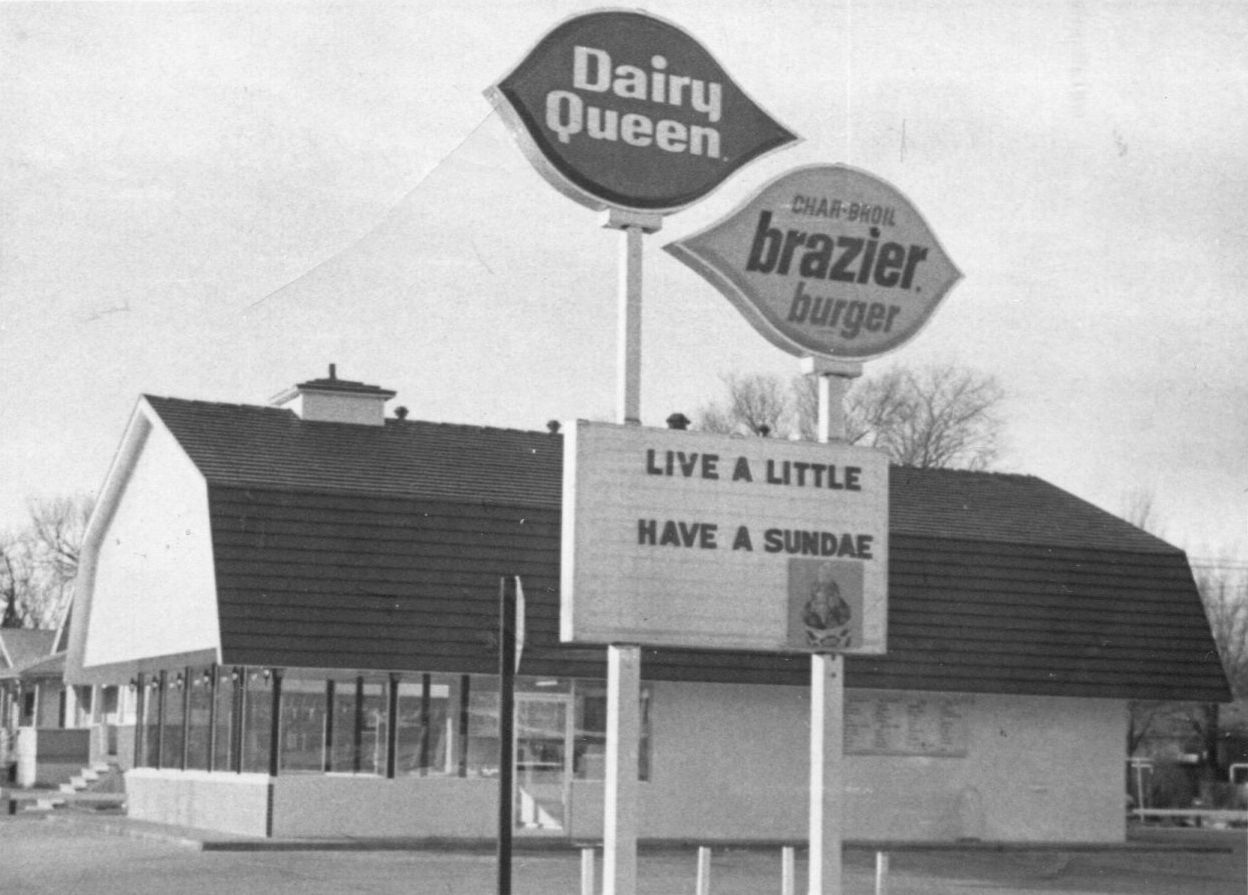 Dairy
Queen
CHAR-BROIL
brazier
burger
LIVE A LITTLE
HAVE A SUNDAE